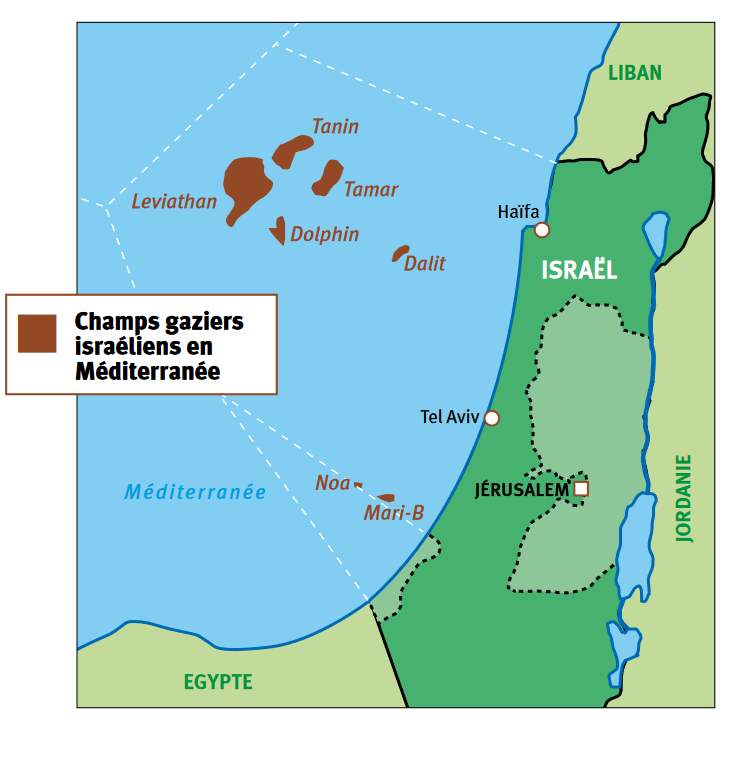 LIBAN
Tanin
Tamar
Leviathan
Haïfa
Dolphin
Dalit
ISRAËL
Champs gaziers
israéliens en
Méditerranée
Tel Aviv
Méditerranée
Noa
JÉRUSALEM
Mari-B
JORDANIE
EGYPTE